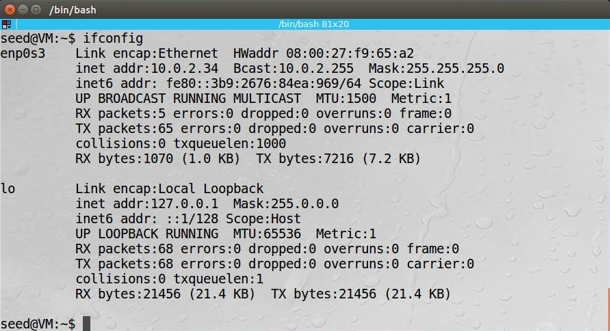 /bin/bash
/bin/bash 81x20
seed@VM:~$ ifconfig
enp0s3    Link encap:Ethernet  HWaddr 08:00:27:f9:65:a2
          inet addr:10.0.2.34  Bcast:10.0.2.255  Mask:255.255.255.0
          inet6 addr: fe80::3b9:2676:84ea:969/64 Scope:Link
          UP BROADCAST RUNNING MULTICAST  MTU:1500  Metric:1
          RX packets:5 errors:0 dropped:0 overruns:0 frame:0
          TX packets:65 errors:0 dropped:0 overruns:0 carrier:0
          collisions:0 txqueuelen:1000
          RX bytes:1070 (1.0 KB)  TX bytes:7216 (7.2 KB)
lo        Link encap:Local Loopback
          inet addr:127.0.0.1  Mask:255.0.0.0
          inet6 addr: ::1/128 Scope:Host
          UP LOOPBACK RUNNING  MTU:65536  Metric:1
          RX packets:68 errors:0 dropped:0 overruns:0 frame:0
          TX packets:68 errors:0 dropped:0 overruns:0 carrier:0
          collisions:0 txqueuelen:1
          RX bytes:21456 (21.4 KB)  TX bytes:21456 (21.4 KB)
seed@VM:~$